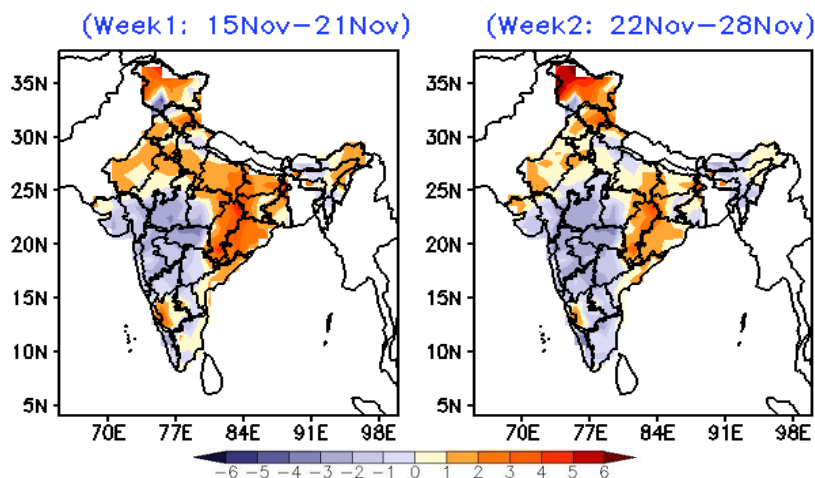 (Week1: 15Nov–21Nov) (Week2: 22Nov–28Nov)
35N 35N
30N 30N
25N 25N
20N 20N
15N 15N
10N 10N
5N 5N
70E 77E 84E 91E 98E 70E 77E 84E 91E 98E
-6 -5 -4 -3 -2 -1 0 1 2 3 4 5 6